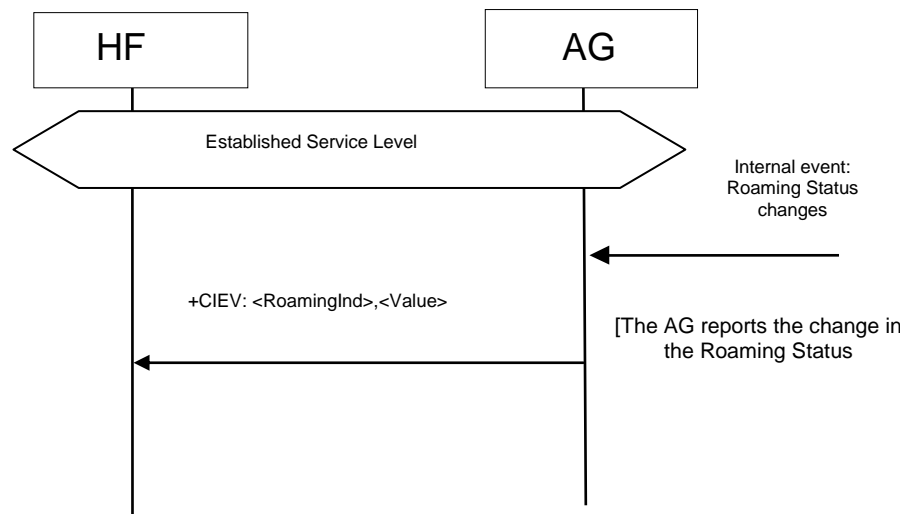 HF
AG
Established Service Level
Internal event:
Roaming Status
changes
+CIEV: <RoamingInd>,<Value>
[The AG reports the change in
the Roaming Status